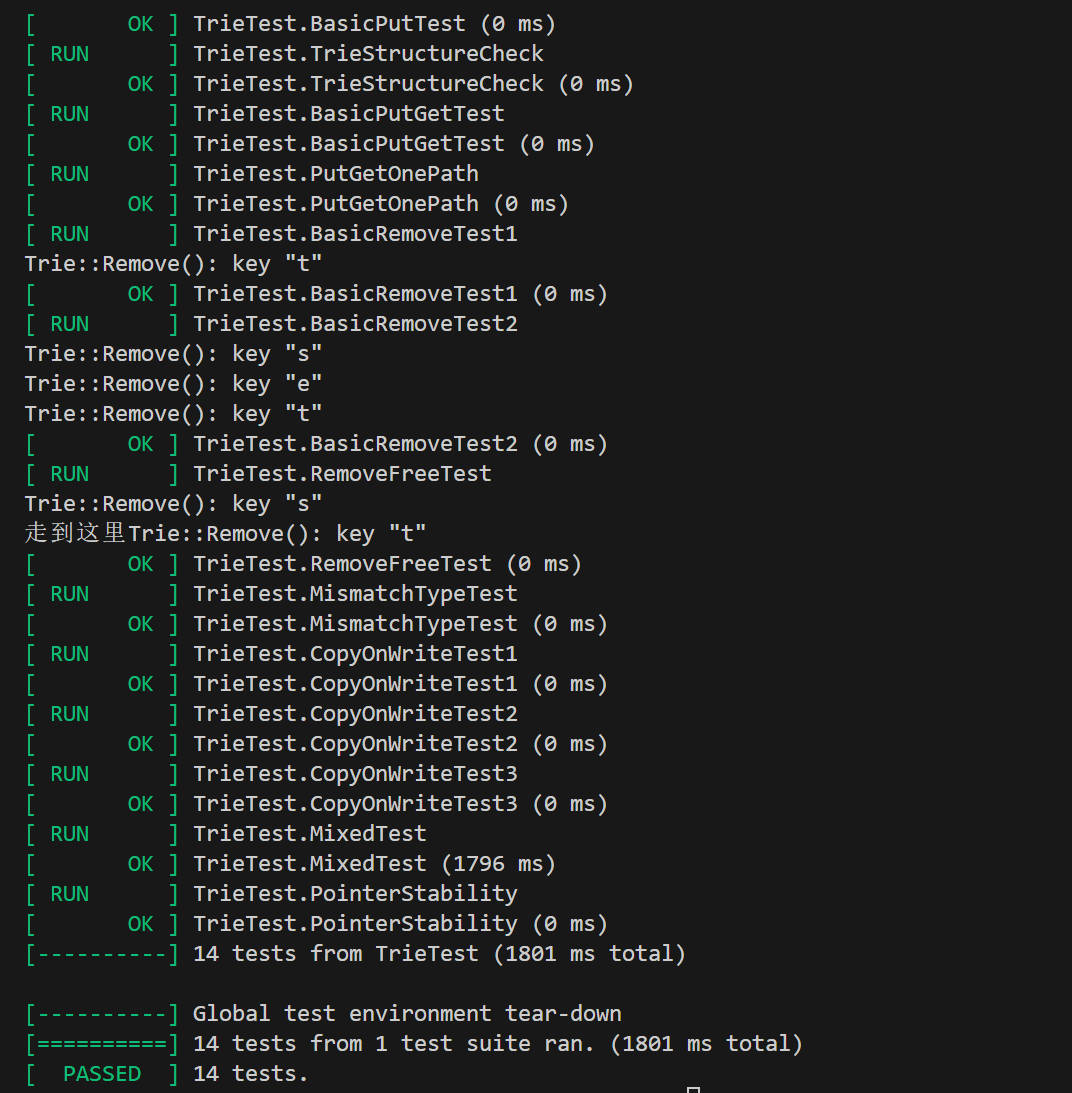 [       OK ] TrieTest.BasicPutTest (0 ms)
[ RUN      ] TrieTest.TrieStructureCheck
[       OK ] TrieTest.TrieStructureCheck (0 ms)
[ RUN      ] TrieTest.BasicPutGetTest
[       OK ] TrieTest.BasicPutGetTest (0 ms)
[ RUN      ] TrieTest.PutGetOnePath
[       OK ] TrieTest.PutGetOnePath (0 ms)
[ RUN      ] TrieTest.BasicRemoveTest1
Trie::Remove(): key "t"
[       OK ] TrieTest.BasicRemoveTest1 (0 ms)
[ RUN      ] TrieTest.BasicRemoveTest2
Trie::Remove(): key "s"
Trie::Remove(): key "e"
Trie::Remove(): key "t"
[       OK ] TrieTest.BasicRemoveTest2 (0 ms)
[ RUN      ] TrieTest.RemoveFreeTest
Trie::Remove(): key "s"
走到这里Trie::Remove(): key "t"
[       OK ] TrieTest.RemoveFreeTest (0 ms)
[ RUN      ] TrieTest.MismatchTypeTest
[       OK ] TrieTest.MismatchTypeTest (0 ms)
[ RUN      ] TrieTest.CopyOnWriteTest1
[       OK ] TrieTest.CopyOnWriteTest1 (0 ms)
[ RUN      ] TrieTest.CopyOnWriteTest2
[       OK ] TrieTest.CopyOnWriteTest2 (0 ms)
[ RUN      ] TrieTest.CopyOnWriteTest3
[       OK ] TrieTest.CopyOnWriteTest3 (0 ms)
[ RUN      ] TrieTest.MixedTest
[       OK ] TrieTest.MixedTest (1796 ms)
[ RUN      ] TrieTest.PointerStability
[       OK ] TrieTest.PointerStability (0 ms)
[----------] 14 tests from TrieTest (1801 ms total)

[----------] Global test environment tear-down
[==========] 14 tests from 1 test suite ran. (1801 ms total)
[  PASSED  ] 14 tests.